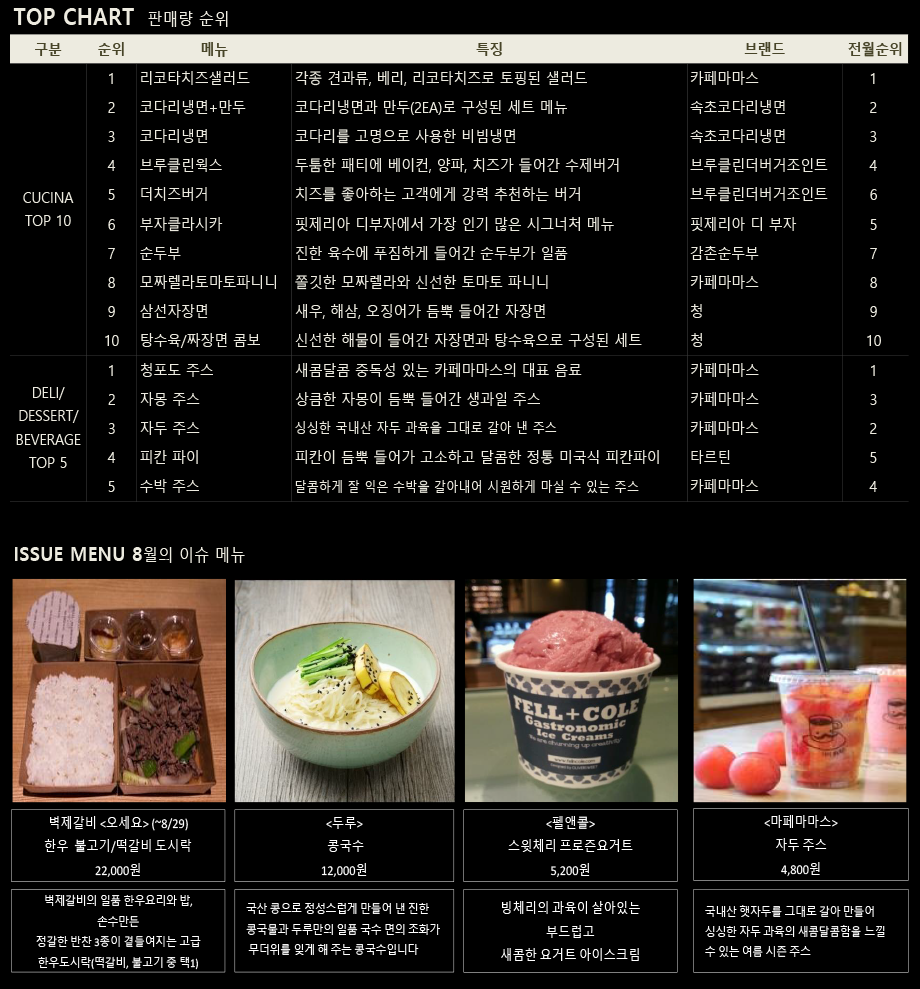 TOP CHART 판매량 순위
구분 순위 메뉴 특징 브랜드 전월순위
CUCINA TOP 10
1 리코타치즈샐러드 각종 견과류, 베리, 리코타치즈로 토핑된 샐러드 카페마마스 1
2 코다리냉면+만두 코다리냉면과 만두(2EA)로 구성된 세트 메뉴 속초코다리냉면 2
3 코다리냉면 코다리를 고명으로 사용한 비빔냉면 속초코다리냉면 3
4 브루클린웍스 두툼한 패티에 베이컨, 양파, 치즈가 들어간 수제버거 브루클린더버거조인트 4
5 더치즈버거 치즈를 좋아하는 고객에게 강력 추천하는 버거 브루클린더버거조인트 6
6 부자클라시카 핏제리아 디부자에서 가장 인기 많은 시그너처 메뉴 핏제리아 디 부자 5
7 순두부 진한 육수에 푸짐하게 들어간 순두부가 일품 감촌순두부 7
8 모짜렐라토마토파니니 쫄깃한 모짜렐라와 신선한 토마토 파니니 카페마마스 8
9 삼선자장면 새우, 해삼, 오징어가 듬뿍 들어간 자장면 청 9
10 탕수육/짜장면 콤보 신선한 해물이 들어간 자장면과 탕수육으로 구성된 세트 청 10
DELI/ DESSERT/ BEVERAGE TOP 5
1 청포도 주스 새콤달콤 중독성 있는 카페마마스의 대표 음료 카페마마스 1
2 자몽 주스 상큼한 자몽이 듬뿍 들어간 생과일 주스 카페마마스 3
3 자두 주스 싱싱한 국내산 자두 과육을 그대로 갈아 낸 주스 카페마마스 2
4 피칸 파이 피칸이 듬뿍 들어가 고소하고 달콤한 정통 미국식 피칸파이 타르틴 5
5 수박 주스 달콤하게 잘 익은 수박을 갈아내어 시원하게 마실 수 있는 주스 카페마마스 4
ISSUE MENU 8월의 이슈 메뉴
FELL+COLE
Gastronomic
Ice Creams
We are churning up creativity!
벽제갈비 <오세요> (~8/29)
한우 불고기/떡갈비 도시락
22,000원
벽제갈비의 일품 한우요리와 밥,
손수만든
정갈한 반찬 3종이 곁들여지는 고급
한우도시락(떡갈비, 불고기 중 택1)
<두루>
콩국수
12,000원
국산 콩으로 정성스럽게 만들어 낸 진한
콩국물과 두루만의 일품 국수 면의 조화가
무더위를 잊게 해 주는 콩국수입니다
<펠앤콜>
스윗체리 프로즌요거트
5,200원
빙체리의 과육이 살아있는
부드럽고
새콤한 요거트 아이스크림
<마페마마스>
자두 주스
4,800원
국내산 햇자두를 그대로 갈아 만들어
싱싱한 자두 과육의 새콤달콤함을 느낄
수 있는 여름 시즌 주스